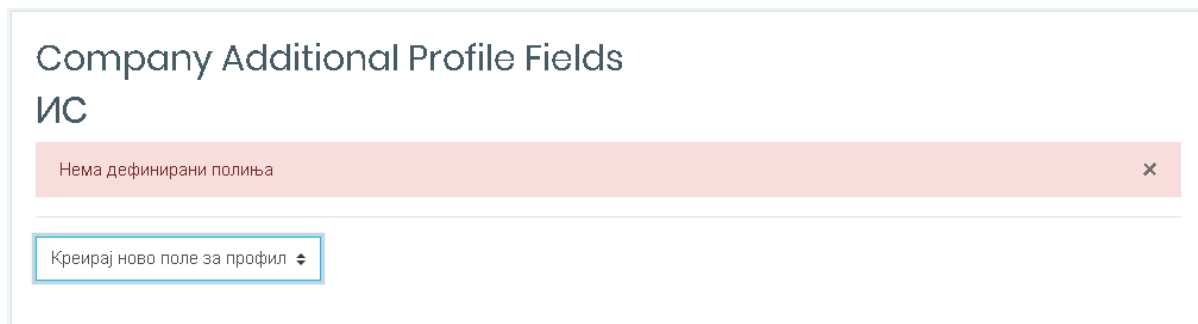 Company Additional Profile Fields
ИС
Нема дефинирани полиња ×
Креирај ново поле за профил